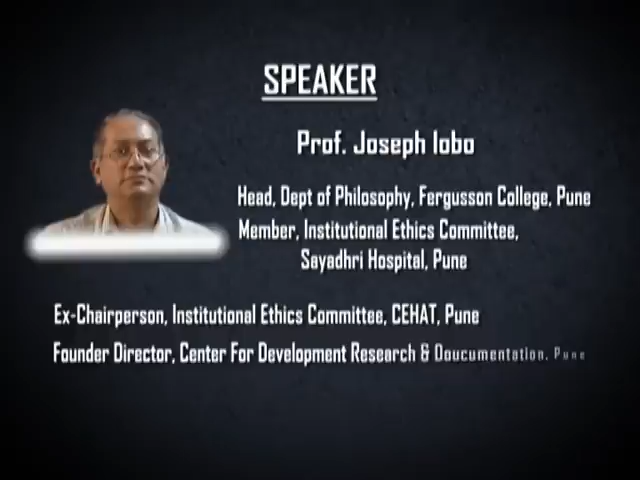 SPEAKER
Prof. Joseph lobo
Head, Dept of Philosophy, Fergusson College, Pune
Member, Institutional Ethics Committee,
Sayadhri Hospital, Pune
Ex-Chairperson, Institutional Ethics Committee, CEHAT, Pune
Founder Director, Center For Development Research & Doucumentation. Pune